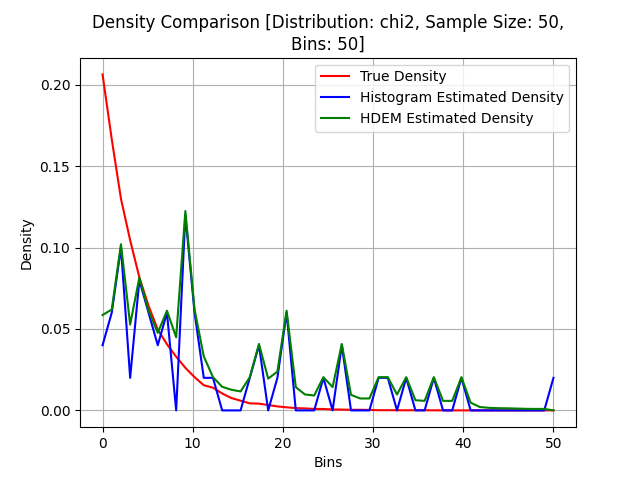 Density Comparison [Distribution: chi2, Sample Size: 50,
Bins: 50]
True Density
Histogram Estimated Density
HDEM Estimated Density
Density
0.20
0.15
0.10
0.05
0.00
0 10 20 30 40 50
Bins